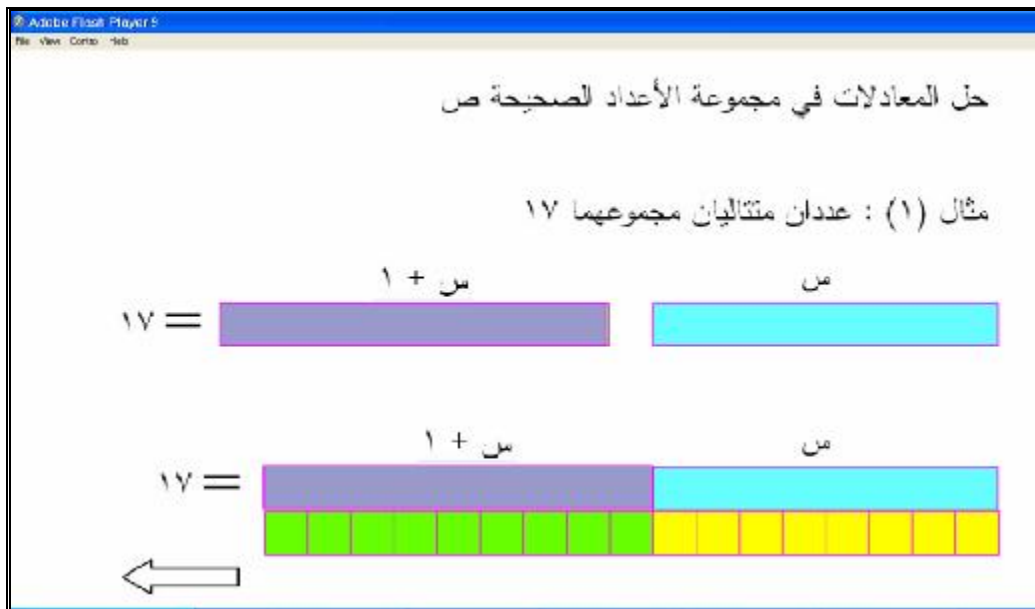 Adobe Flash Player 9
File View Control Help
حل المعادلات في مجموعة الأعداد الصحيحة ص
مثال (١) : عددان متتاليان مجموعهما ١٧
س
س + ١
= ١٧
س
س + ١
= ١٧